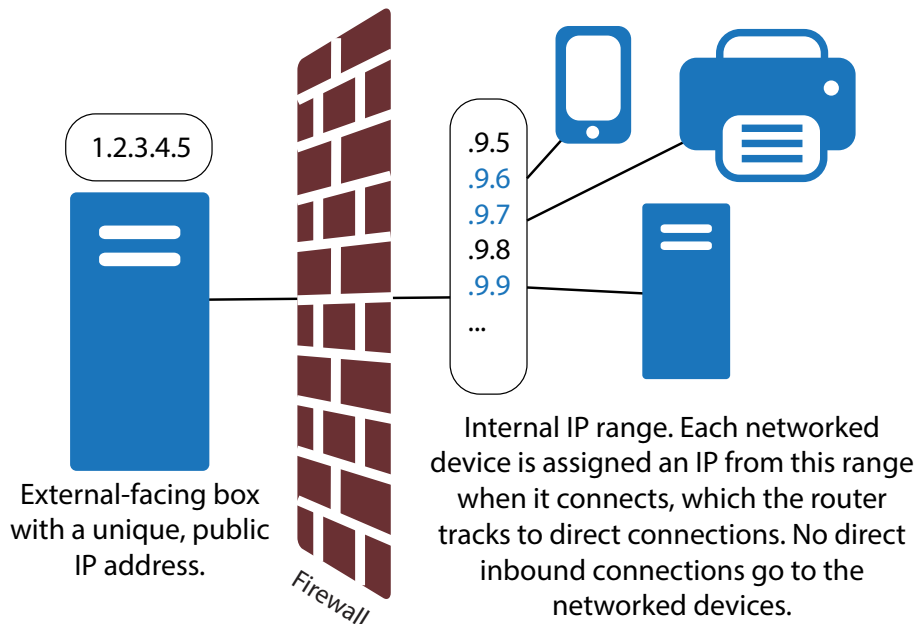 1.2.3.4.5
External-facing box
with a unique, public
IP address.
Firewall
.9.5
.9.6
.9.7
.9.8
.9.9
...
Internal IP range. Each networked
device is assigned an IP from this range
when it connects, which the router
tracks to direct connections. No direct
inbound connections go to the
networked devices.